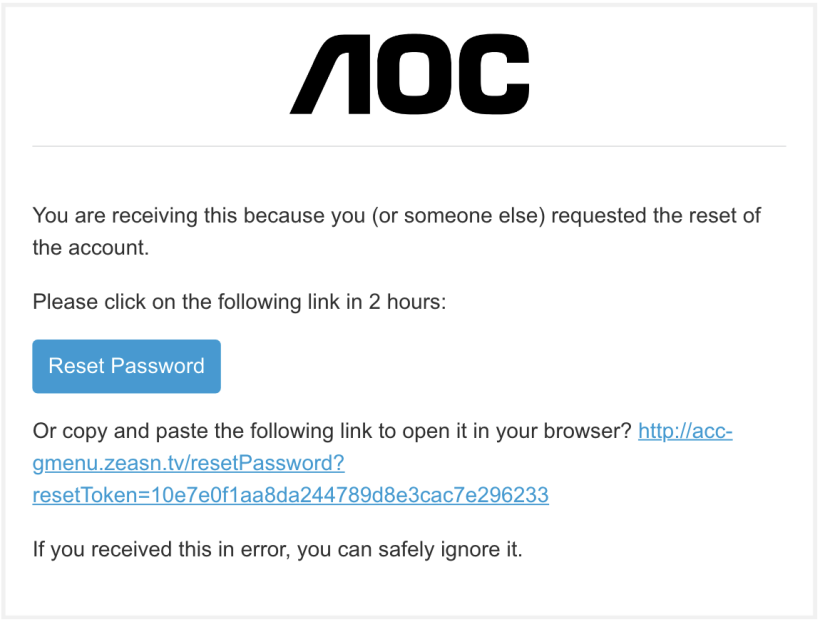 AOC
You are receiving this because you (or someone else) requested the reset of
the account.
Please click on the following link in 2 hours:
Reset Password
Or copy and paste the following link to open it in your browser? http://acc-
gmenu.zeasn.tv/resetPassword?
resetToken=10e7e0f1aa8da244789d8e3cac7e296233
If you received this in error, you can safely ignore it.